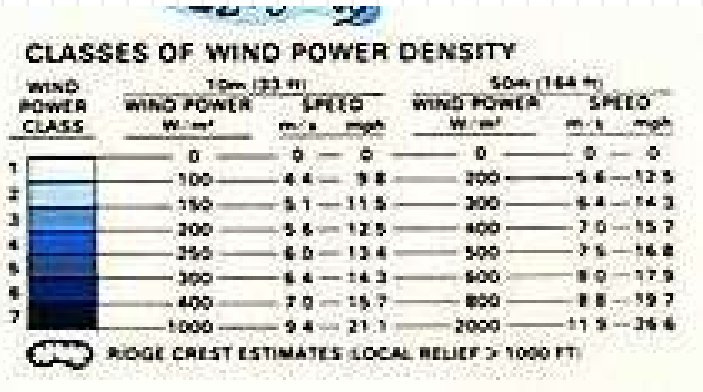 CLASSES OF WIND POWER DENSITY
WIND POWER CLASS 10m (33 ft) 50m (164 ft)
WIND POWER SPEED WIND POWER SPEED
W/m² m/s mph W/m² m/s mph
0 0 0 0 0 0
1
100 4.4 9.8 200 5.6 12.5
2
150 5.1 11.5 300 6.4 14.3
3
200 5.6 12.5 400 7.0 15.7
4
250 6.0 13.4 500 7.5 16.8
5
300 6.4 14.3 600 8.0 17.9
6
400 7.0 15.7 800 8.8 19.7
7
1000 9.4 21.1 2000 11.9 26.6
RIDGE CREST ESTIMATES (LOCAL RELIEF > 1000 FT)